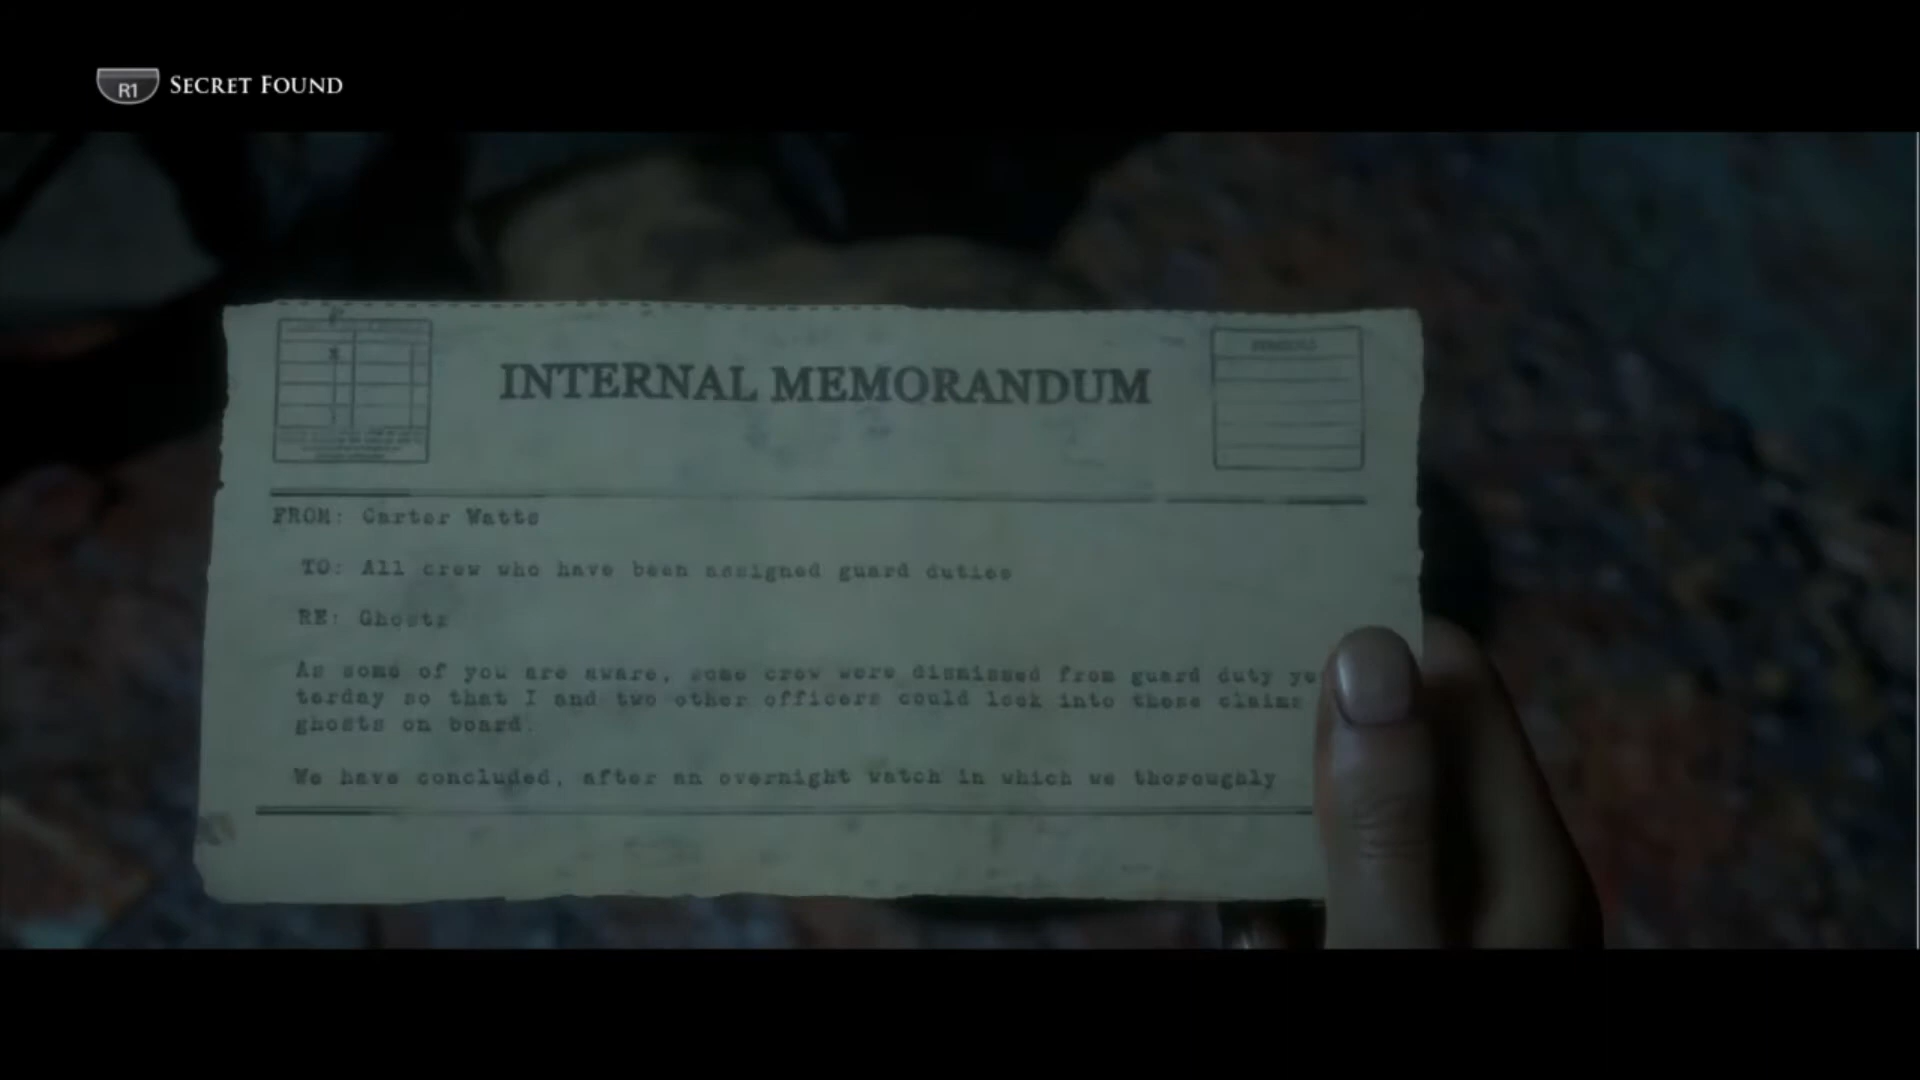 R1 SECRET FOUND
INTERNAL MEMORANDUM
REMARKS
FROM: Carter Watts
TO: All crew who have been assigned guard duties
RE: Ghosts
As some of you are aware, some crew were dismissed from guard duty ye
terday so that I and two other officers could look into these claims
ghosts on board.
We have concluded, after an overnight watch in which we thoroughly